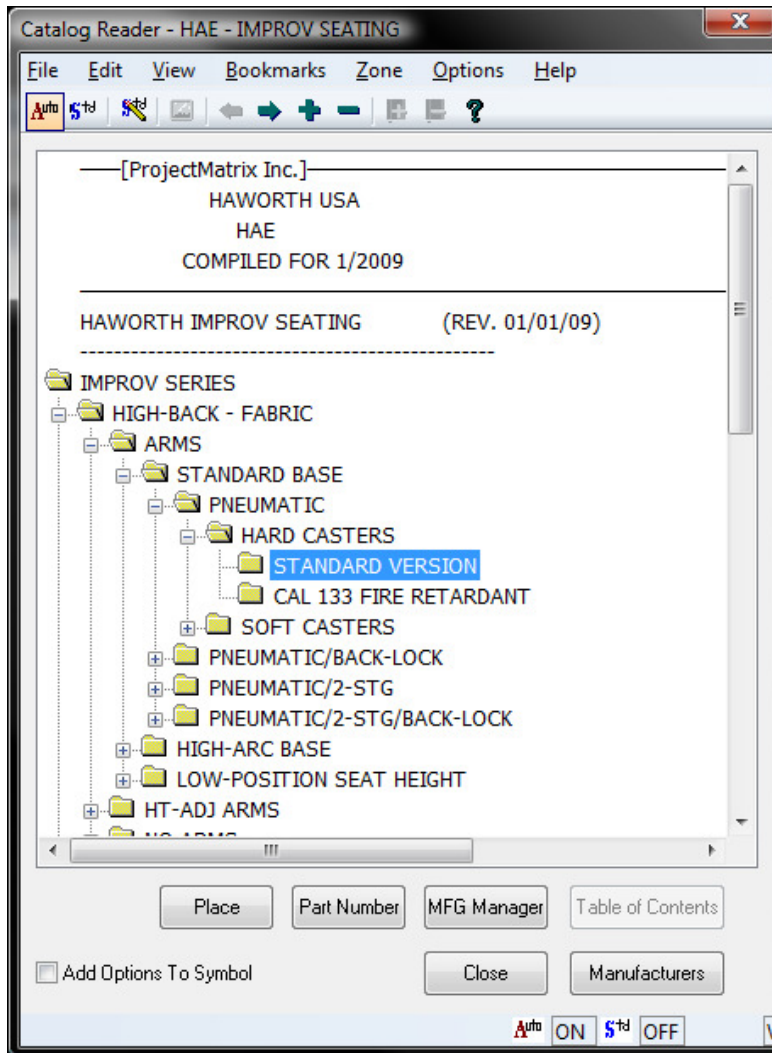 Catalog Reader - HAE - IMPROV SEATING
File Edit View Bookmarks Zone Options Help
Auto Std Std ?
[ProjectMatrix Inc.]
HAWORTH USA
HAE
COMPILED FOR 1/2009
HAWORTH IMPROV SEATING (REV. 01/01/09)
IMPROV SERIES
HIGH-BACK - FABRIC
ARMS
STANDARD BASE
PNEUMATIC
HARD CASTERS
STANDARD VERSION
CAL 133 FIRE RETARDANT
SOFT CASTERS
PNEUMATIC/BACK-LOCK
PNEUMATIC/2-STG
PNEUMATIC/2-STG/BACK-LOCK
HIGH-ARC BASE
LOW-POSITION SEAT HEIGHT
HT-ADJ ARMS
Place Part Number MFG Manager Table of Contents
Add Options To Symbol Close Manufacturers
Auto ON Std OFF